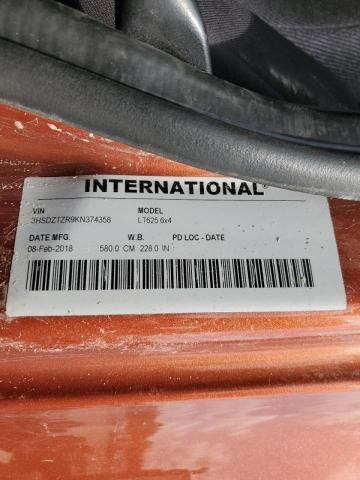 INTERNATIONAL
VIN MODEL
3HSDZTZR9KN374358 LT625 6x4
DATE MFG. W.B. PD LOC - DATE
08-Feb-2018 580.0 CM 228.0 IN